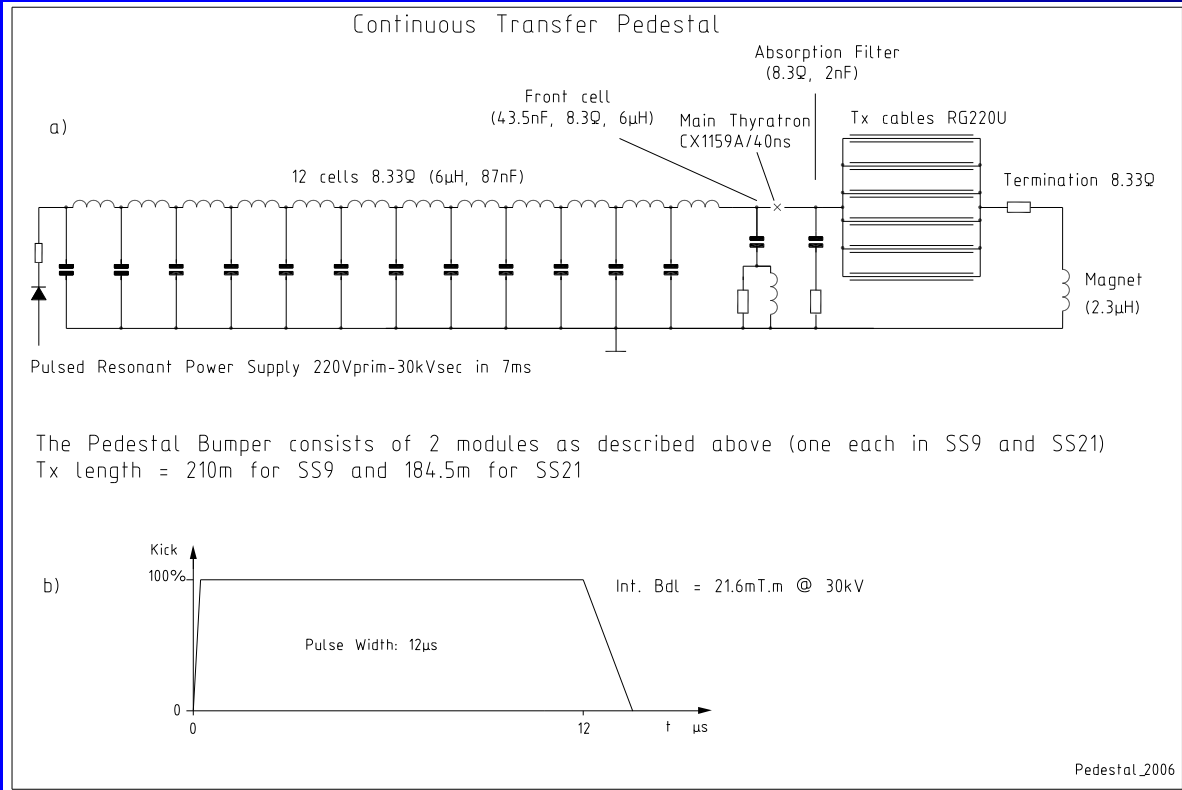 Continuous Transfer Pedestal
Absorption Filter
(8.3Ω, 2nF)
Front cell
(43.5nF, 8.3Ω, 6µH)
Main Thyratron
CX1159A/40ns
Tx cables RG220U
a)
12 cells 8.33Ω (6µH, 87nF)
Termination 8.33Ω
Magnet
(2.3µH)
Pulsed Resonant Power Supply 220Vprim-30kVsec in 7ms
The Pedestal Bumper consists of 2 modules as described above (one each in SS9 and SS21)
Tx length = 210m for SS9 and 184.5m for SS21
Kick
100%
b)
Int. Bdl = 21.6mT.m @ 30kV
Pulse Width: 12µs
0
0
12
t µs
Pedestal_2006